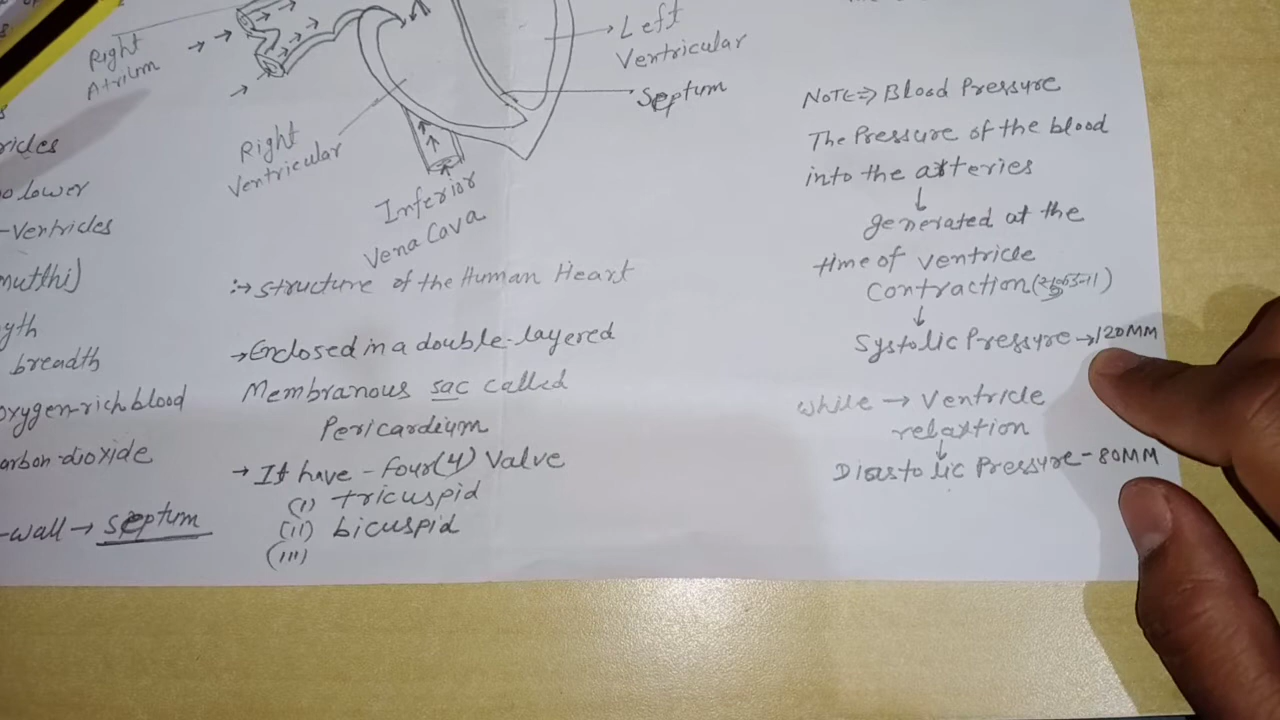 Right
Atrium
Left
Ventricular
Septum
Right
Ventricular
Inferior
Vena Cava
ricles
o lower
-Ventricles
mutthi)
gth
breadth
oxygen-rich blood
arbon-dioxide
-wall → Septum
:→ Structure of the Human Heart
→ Enclosed in a double-layered
Membranous sac called
Pericardium
→ It have - four(4) Valve
(i) tricuspid
(ii) bicuspid
(iii)
NOTE ⇒ Blood Pressure
The Pressure of the blood
into the arteries
↓
generated at the
time of ventricle
Contraction
↓
Systolic Pressure → 120MM
while → Ventricle
relaxtion
↓
Diastolic Pressure - 80MM